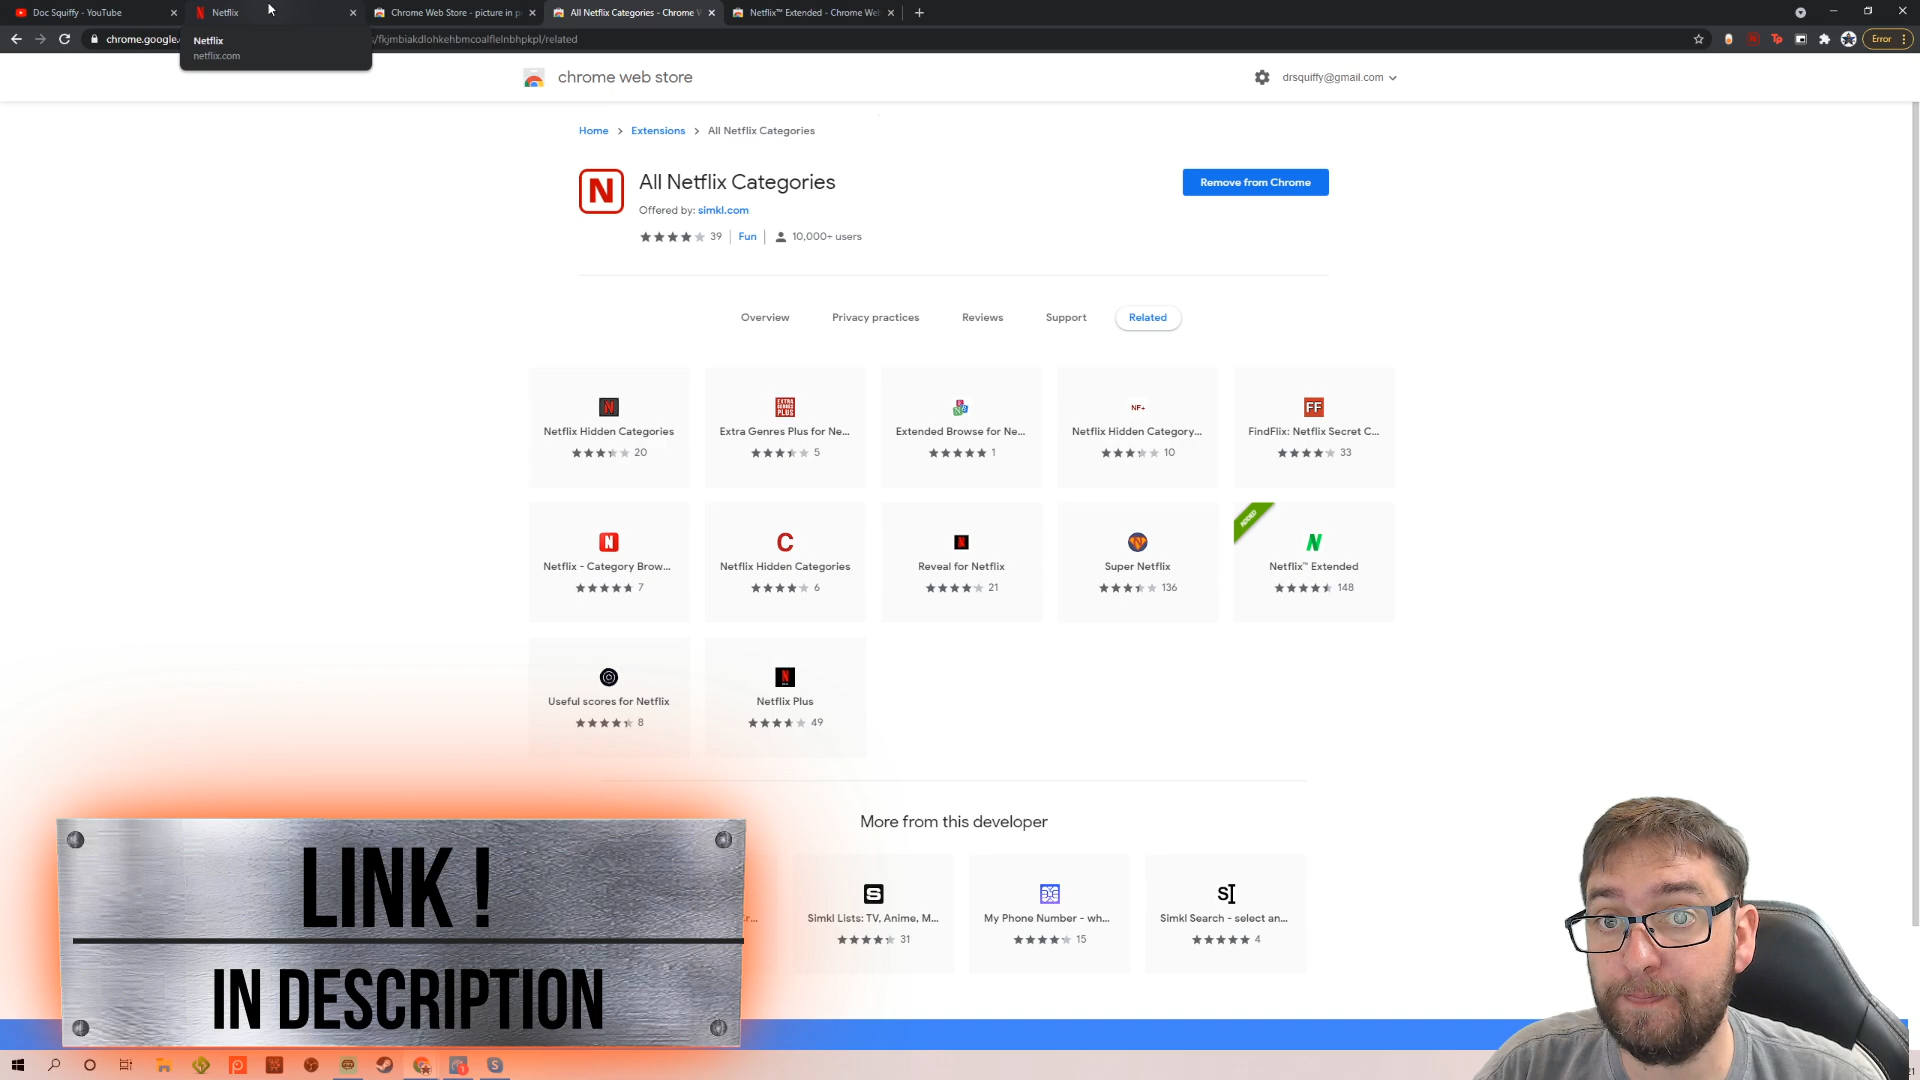 Doc Squiffy - YouTube
Netflix
Chrome Web Store - picture in p
All Netflix Categories - Chrome W
Netflix™ Extended - Chrome We
chrome.google.
s/fkjmbiakdlohkehbmcoalflelnbhpkpl/related
Error
Netflix
netflix.com
chrome web store
drsquiffy@gmail.com
Home > Extensions > All Netflix Categories
N
All Netflix Categories
Remove from Chrome
Offered by: simkl.com
39 | Fun | 10,000+ users
Overview
Privacy practices
Reviews
Support
Related
Netflix Hidden Categories
20
EXTRA GENRES PLUS
Extra Genres Plus for Ne...
5
Extended Browse for Ne...
1
NF+
Netflix Hidden Category...
10
FF
FindFlix: Netflix Secret C...
33
Netflix - Category Brow...
7
C
Netflix Hidden Categories
6
Reveal for Netflix
21
Super Netflix
136
ADDED
Netflix™ Extended
148
Useful scores for Netflix
8
Netflix Plus
49
More from this developer
r...
Simkl Lists: TV, Anime, M...
31
My Phone Number - wh...
15
Simkl Search - select an...
4
LINK !
IN DESCRIPTION